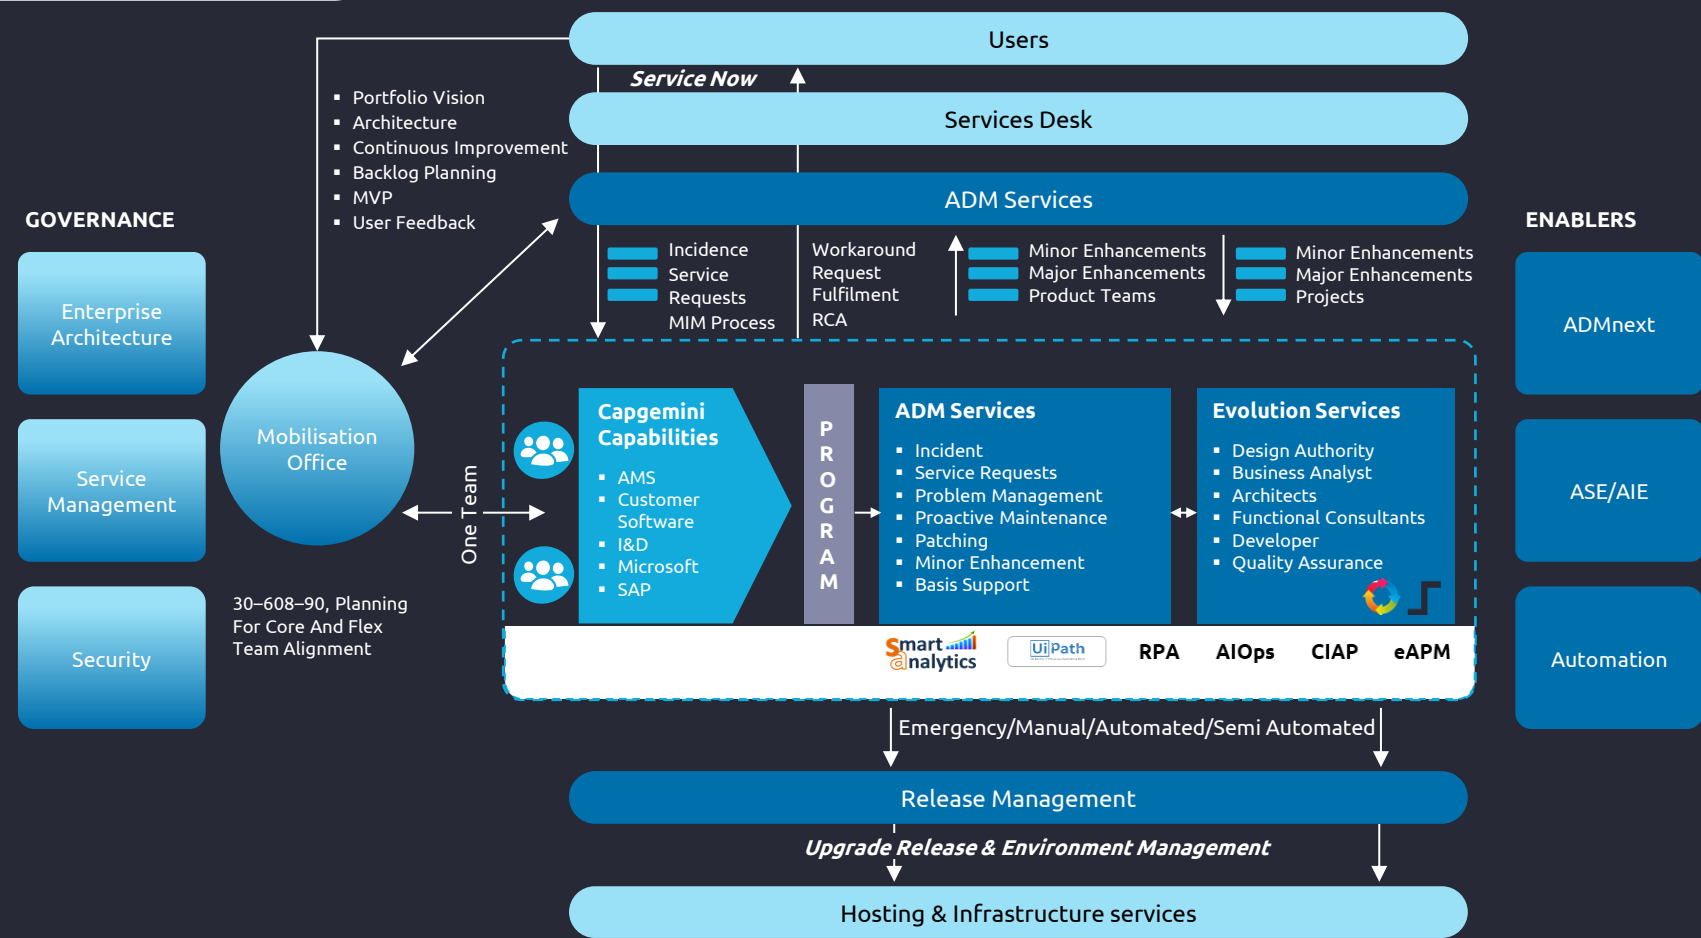 Users
Service Now
Services Desk
ADM Services
▪ Portfolio Vision
▪ Architecture
▪ Continuous Improvement
▪ Backlog Planning
▪ MVP
▪ User Feedback
GOVERNANCE
Enterprise
Architecture
Service
Management
Security
Mobilisation
Office
30–608–90, Planning
For Core And Flex
Team Alignment
One Team
Incidence
Service
Requests
MIM Process
Workaround
Request
Fulfilment
RCA
Minor Enhancements
Major Enhancements
Product Teams
Minor Enhancements
Major Enhancements
Projects
Capgemini
Capabilities
▪ AMS
▪ Customer
Software
▪ I&D
▪ Microsoft
▪ SAP
PROGRAM
ADM Services
▪ Incident
▪ Service Requests
▪ Problem Management
▪ Proactive Maintenance
▪ Patching
▪ Minor Enhancement
▪ Basis Support
Evolution Services
▪ Design Authority
▪ Business Analyst
▪ Architects
▪ Functional Consultants
▪ Developer
▪ Quality Assurance
Smart
analytics
UiPath
RPA
AIOps
CIAP
eAPM
Emergency/Manual/Automated/Semi Automated
Release Management
Upgrade Release & Environment Management
Hosting & Infrastructure services
ENABLERS
ADMnext
ASE/AIE
Automation